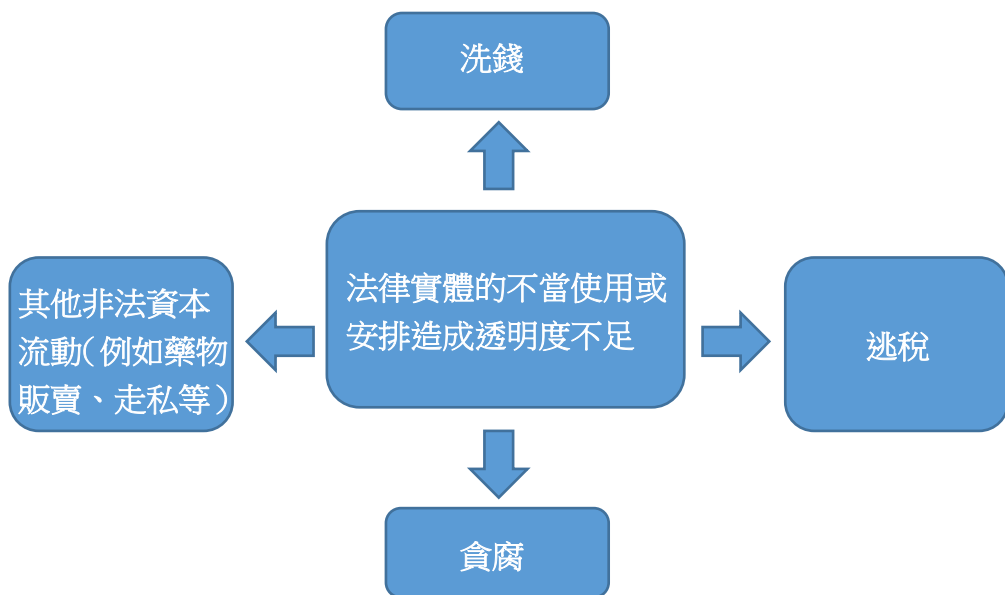 洗錢
法律實體的不當使用或
安排造成透明度不足
其他非法資本
流動(例如藥物
販賣、走私等)
逃稅
貪腐